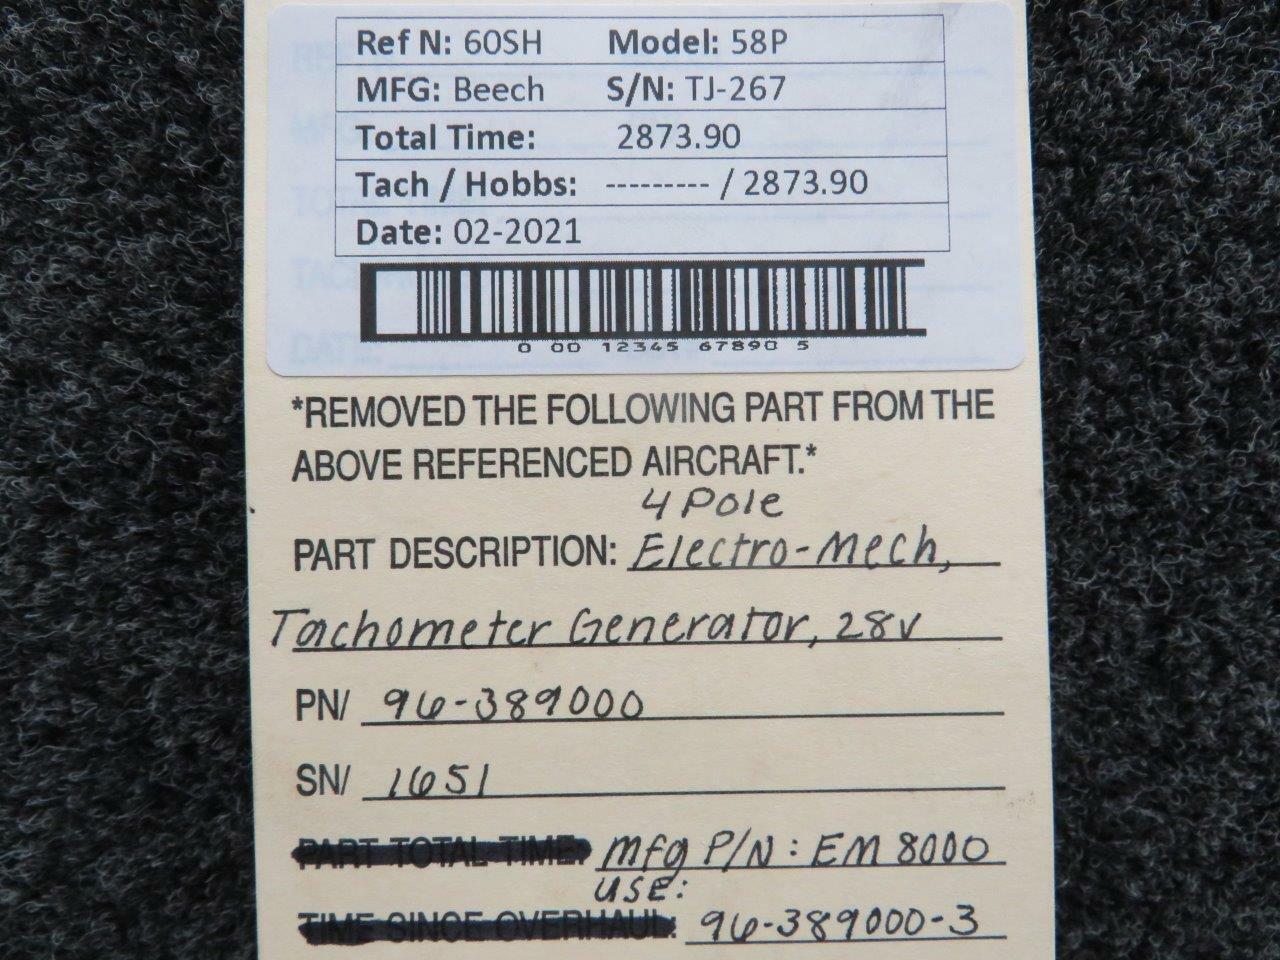 Ref N: 60SH Model: 58P
MFG: Beech S/N: TJ-267
Total Time: 2873.90
Tach / Hobbs: --------- / 2873.90
Date: 02-2021
0 00 12345 67890 5
*REMOVED THE FOLLOWING PART FROM THE
ABOVE REFERENCED AIRCRAFT.*
4 Pole
PART DESCRIPTION: Electro-Mech,
Tachometer Generator, 28v
PN/ 96-389000
SN/ 1651
PART TOTAL TIME: mfg P/N: EM8000
USE:
TIME SINCE OVERHAUL: 96-389000-3